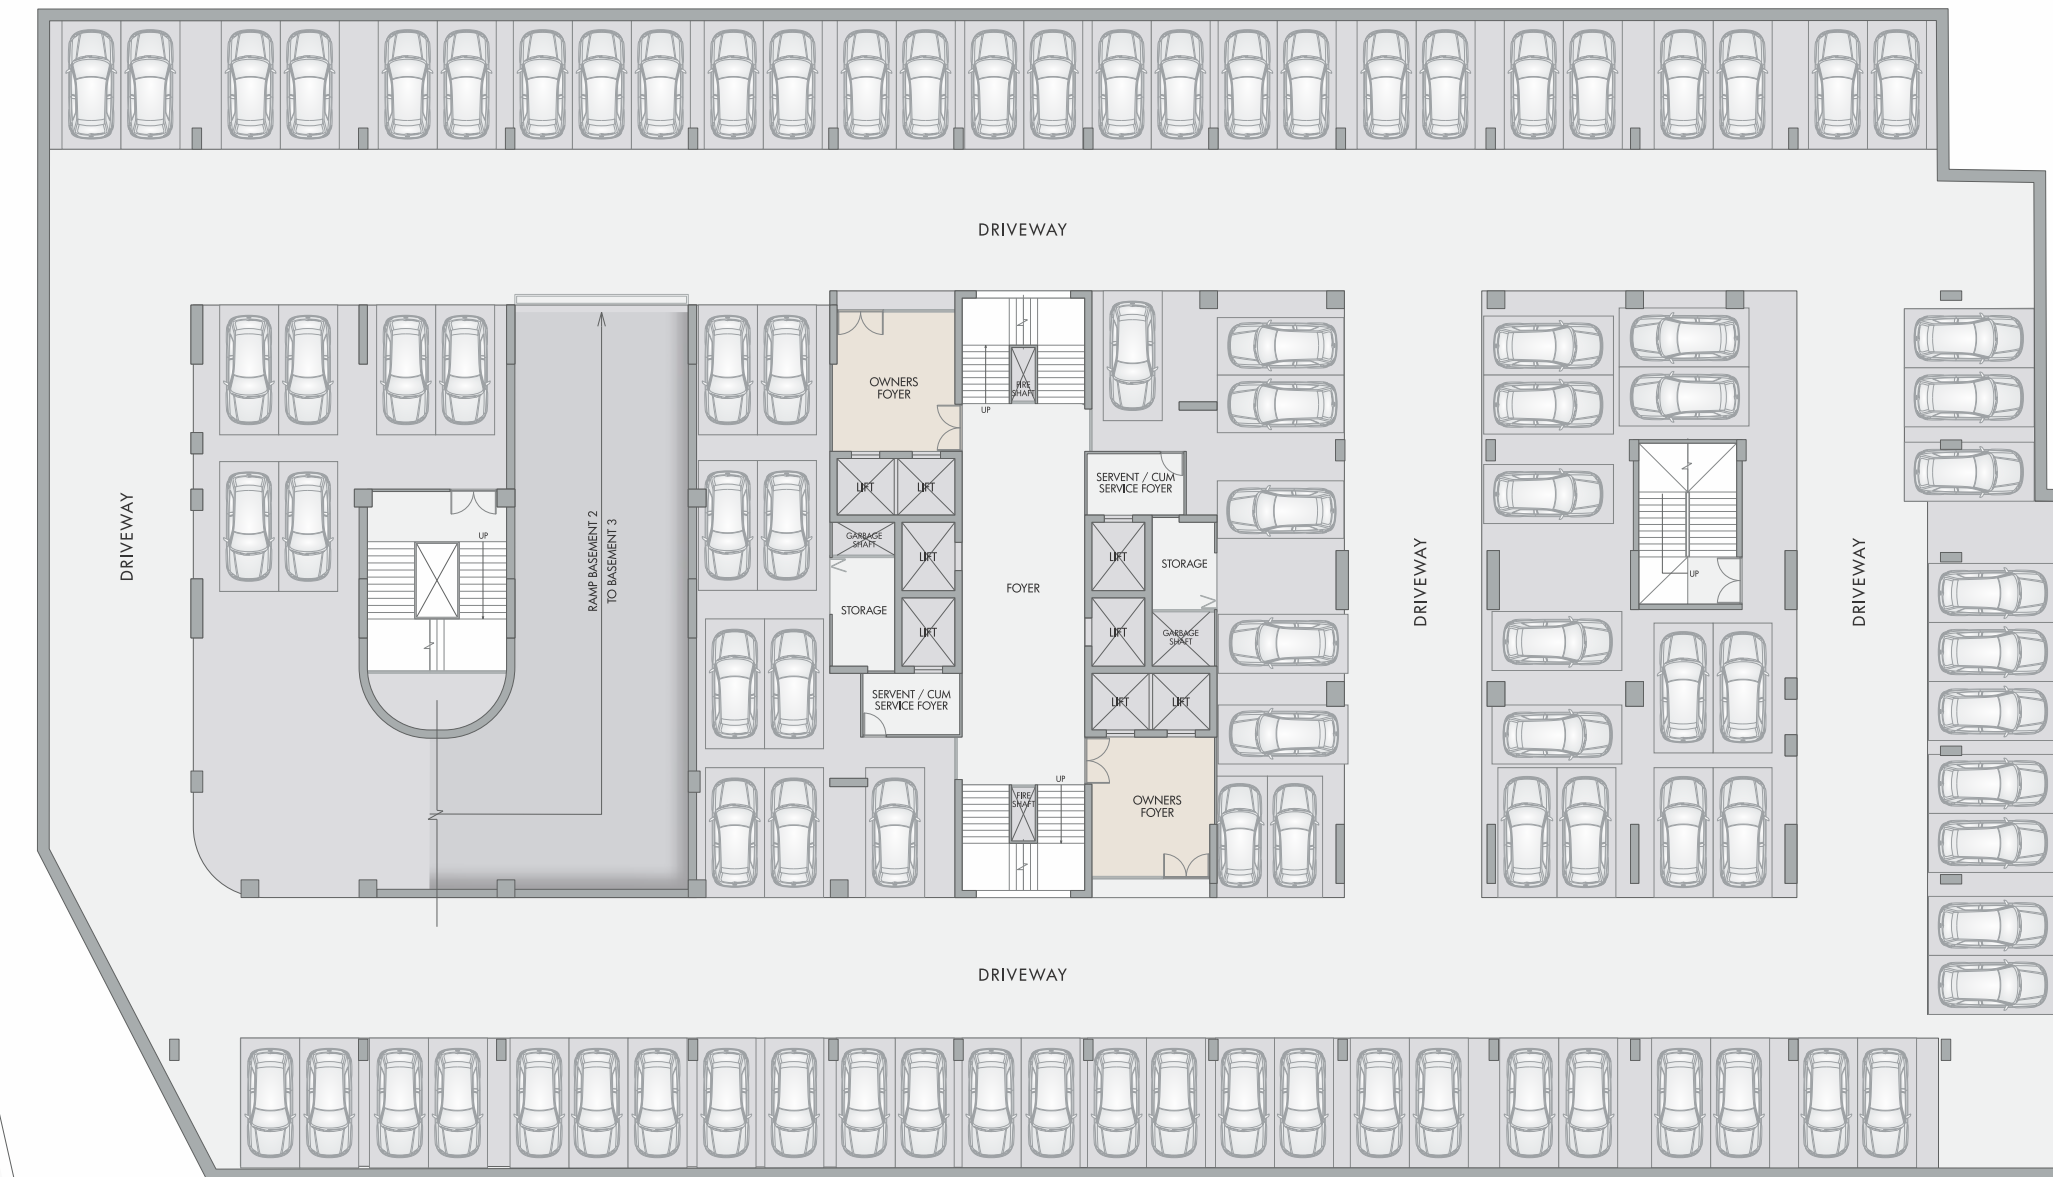 DRIVEWAY
OWNERS
FOYER
FIRE
SHAFT
UP
LIFT
LIFT
SERVENT / CUM
SERVICE FOYER
DRIVEWAY
RAMP BASEMENT 2
TO BASEMENT 3
UP
GARBAGE
SHAFT
LIFT
LIFT
STORAGE
DRIVEWAY
DRIVEWAY
UP
FOYER
STORAGE
LIFT
LIFT
GARBAGE
SHAFT
SERVENT / CUM
SERVICE FOYER
LIFT
LIFT
UP
FIRE
SHAFT
OWNERS
FOYER
DRIVEWAY